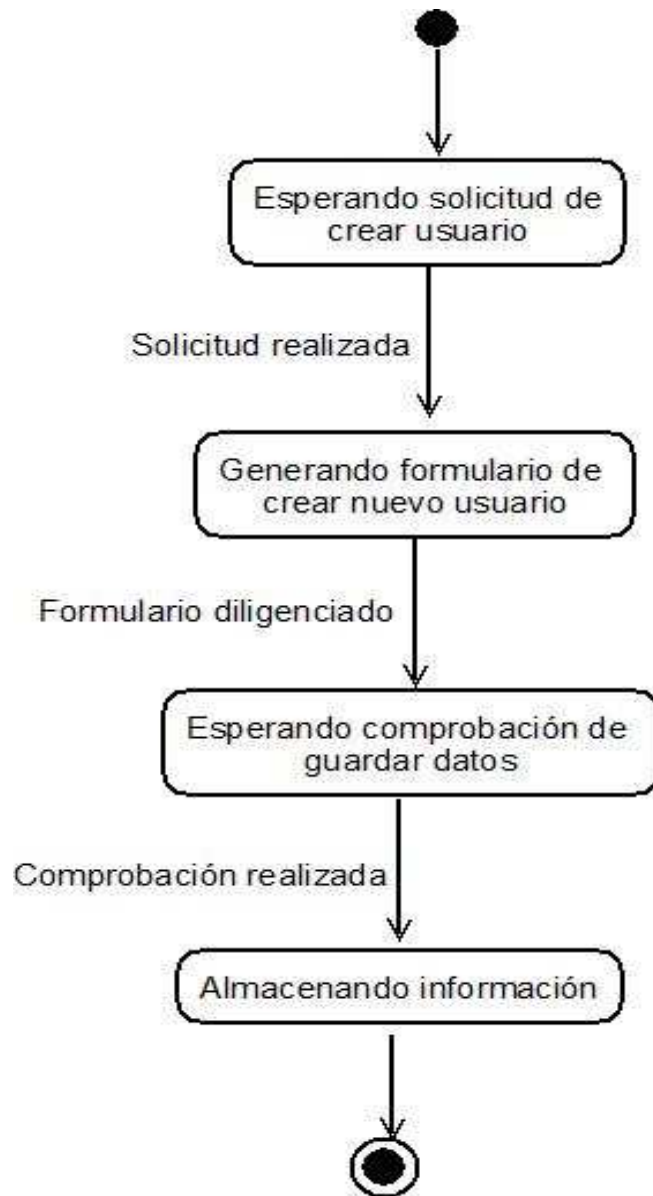 Esperando solicitud de
crear usuario
Solicitud realizada
Generando formulario de
crear nuevo usuario
Formulario diligenciado
Esperando comprobación de
guardar datos
Comprobación realizada
Almacenando información